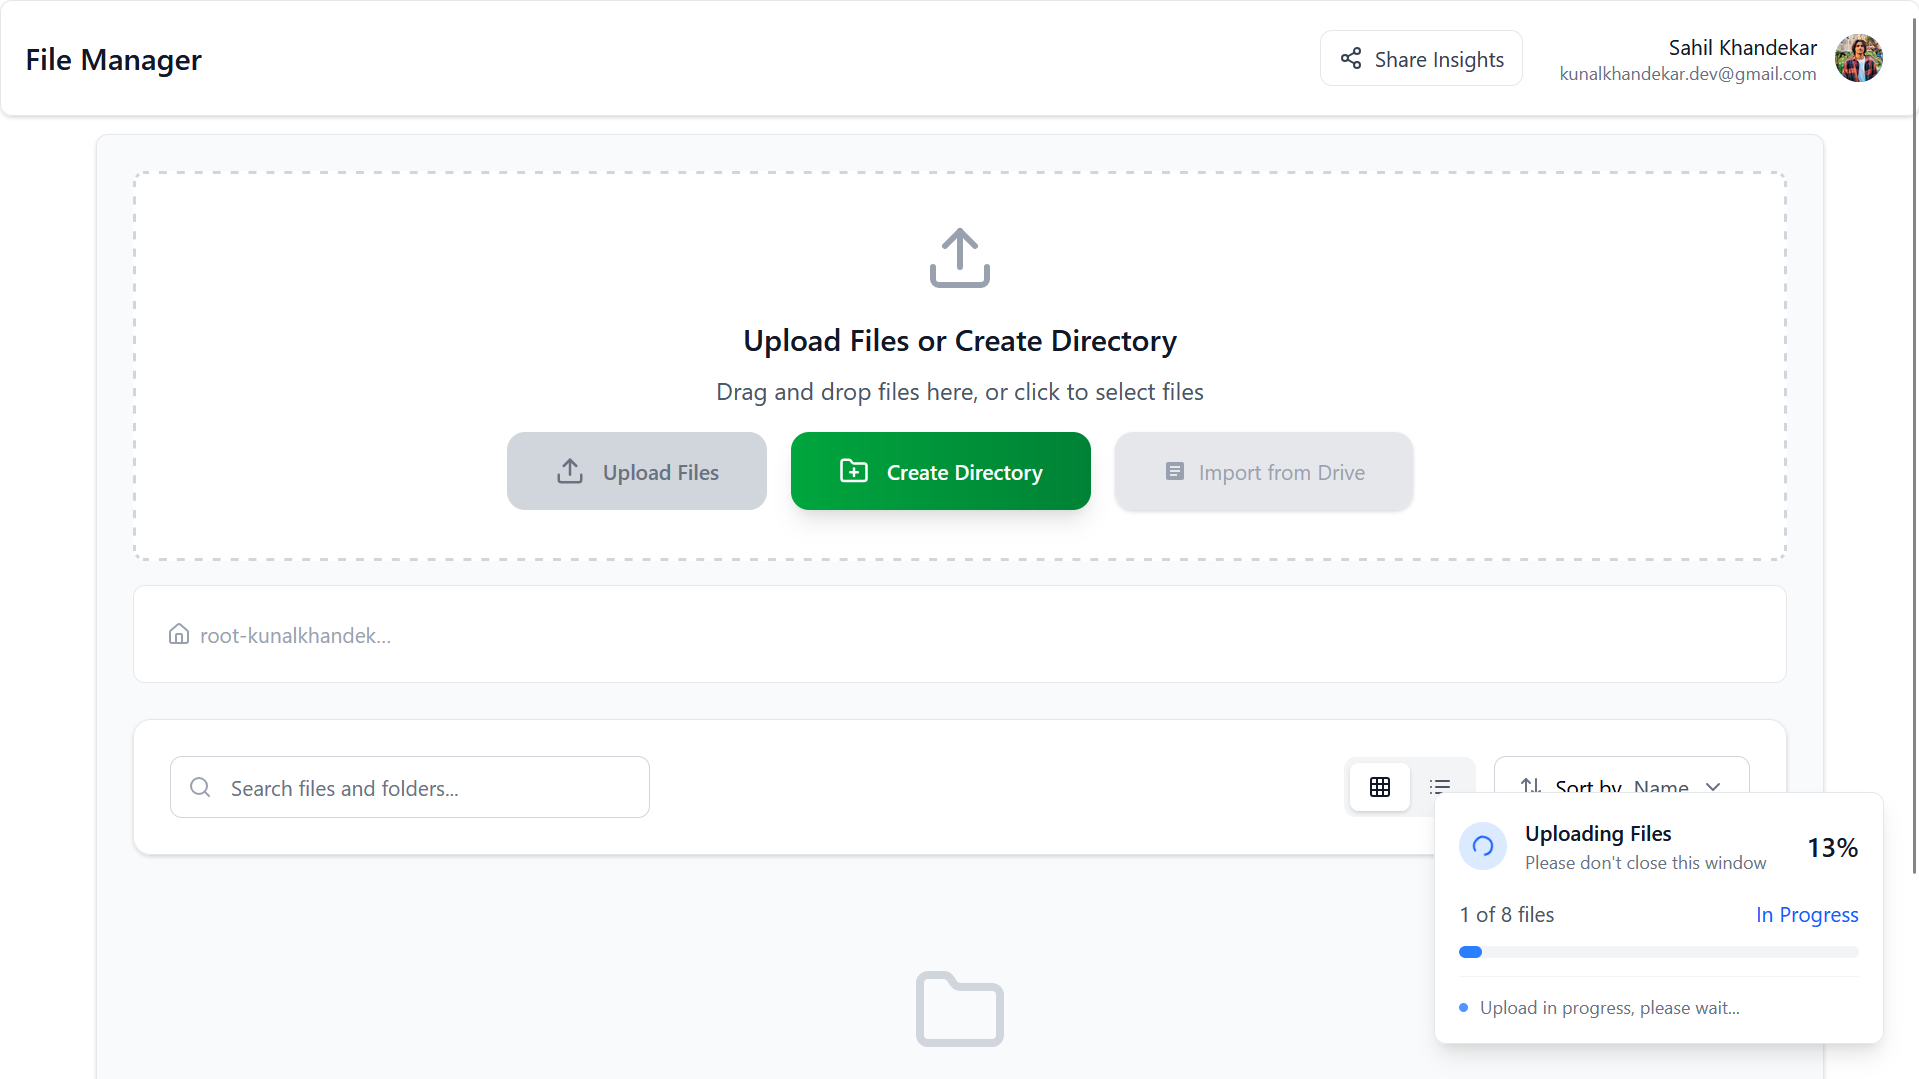 File Manager
Share Insights
Sahil Khandekar
kunalkhandekar.dev@gmail.com
Upload Files or Create Directory
Drag and drop files here, or click to select files
Upload Files
Create Directory
Import from Drive
root-kunalkhandek...
Search files and folders...
Sort by Name
Uploading Files
Please don't close this window
13%
1 of 8 files
In Progress
Upload in progress, please wait...